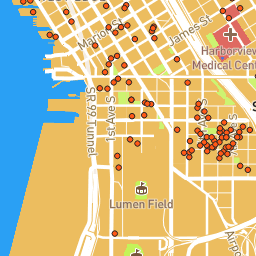 Marion St
James St
Harborview
Medical Cent
SR 99 Tunnel
1st Ave S
S
Lumen Field
Airpo